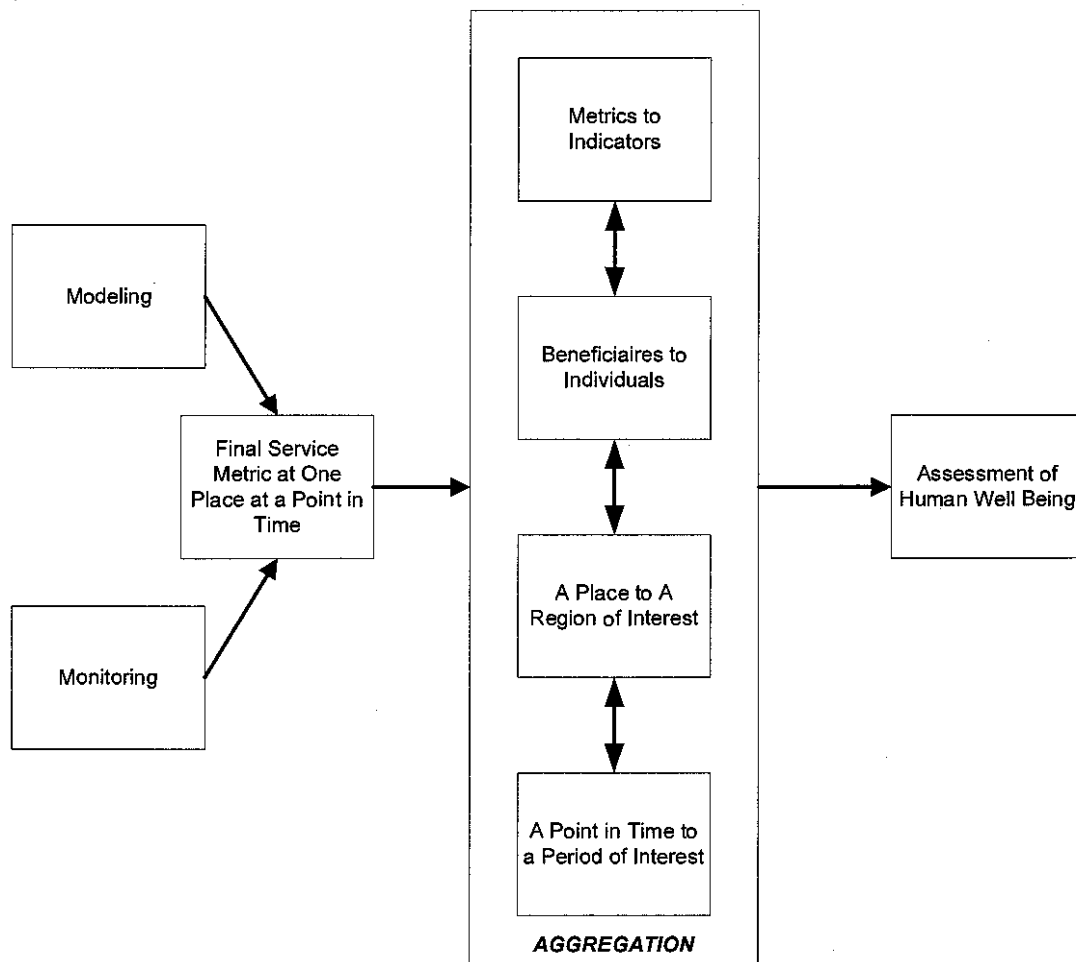 Metrics to
Indicators
Modeling
Beneficiaires to
Individuals
Final Service
Metric at One
Place at a Point in
Time
Assessment of
Human Well Being
A Place to A
Region of Interest
Monitoring
A Point in Time to
a Period of Interest
AGGREGATION